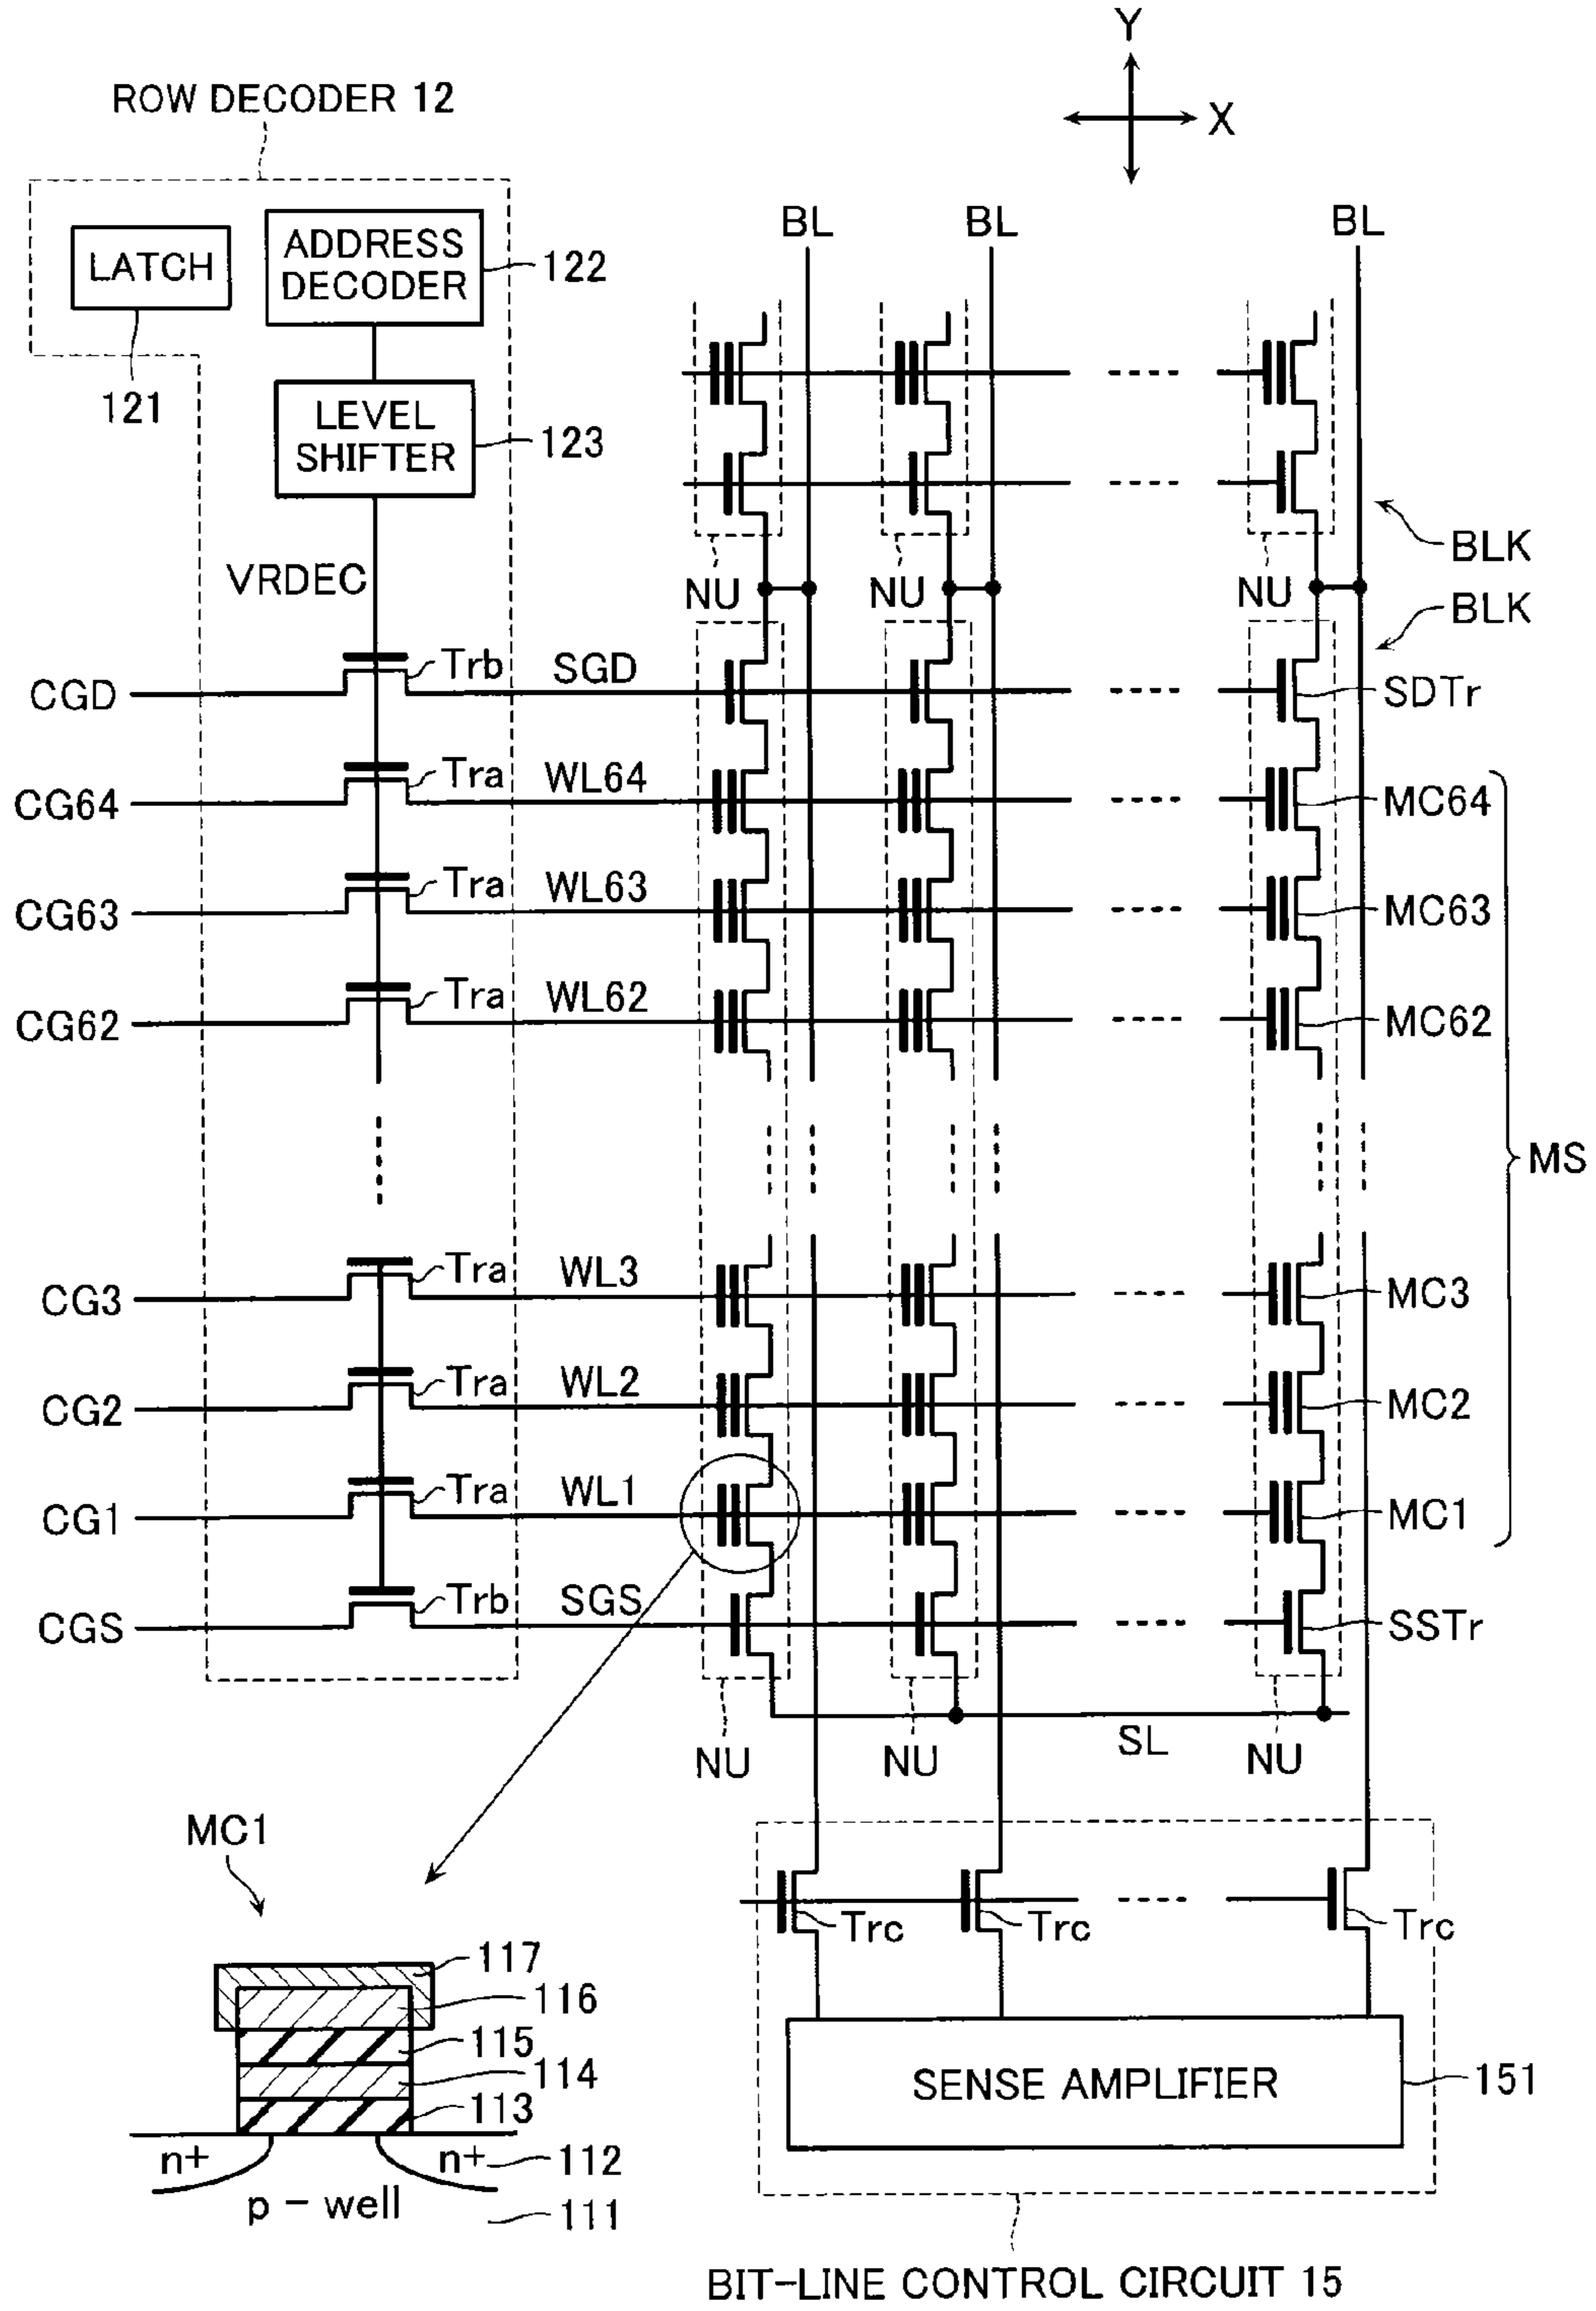 Y
X
ROW DECODER 12
LATCH
ADDRESS
DECODER
122
121
LEVEL
SHIFTER
123
VRDEC
BL
BL
BL
NU
NU
NU
BLK
BLK
CGD
Trb
SGD
SDTr
CG64
Tra
WL64
MC64
CG63
Tra
WL63
MC63
CG62
Tra
WL62
MC62
MS
CG3
Tra
WL3
MC3
CG2
Tra
WL2
MC2
CG1
Tra
WL1
MC1
CGS
Trb
SGS
SSTr
NU
NU
NU
SL
MC1
117
116
115
114
113
n+
n+
112
p - well
111
Trc
Trc
Trc
SENSE AMPLIFIER
151
BIT-LINE CONTROL CIRCUIT 15